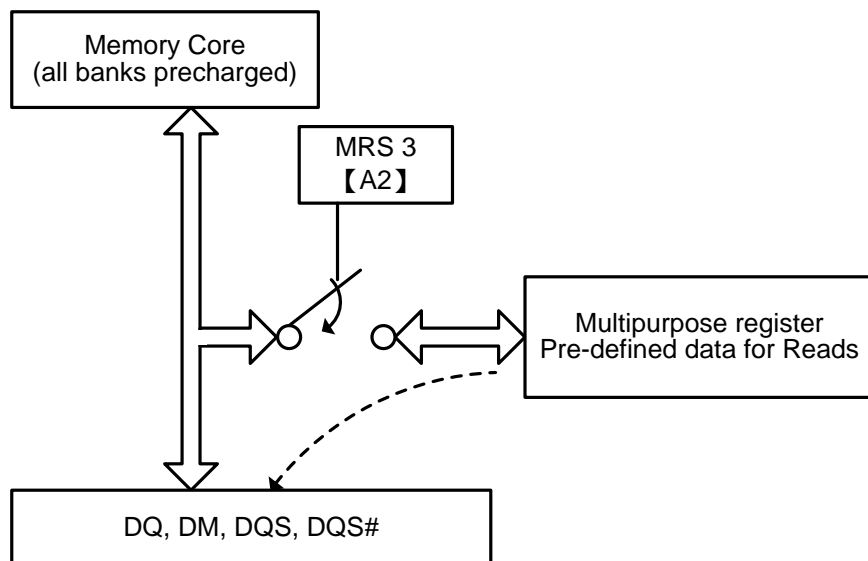 Memory Core
(all banks precharged)
MRS 3
【A2】
Multipurpose register
Pre-defined data for Reads
DQ, DM, DQS, DQS#